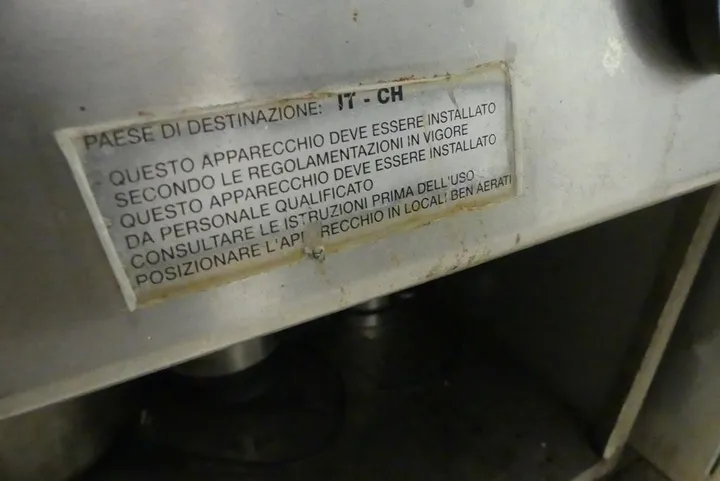 PAESE DI DESTINAZIONE: IT - CH
QUESTO APPARECCHIO DEVE ESSERE INSTALLATO
SECONDO LE REGOLAMENTAZIONI IN VIGORE
QUESTO APPARECCHIO DEVE ESSERE INSTALLATO
DA PERSONALE QUALIFICATO
CONSULTARE LE ISTRUZIONI PRIMA DELL'USO
POSIZIONARE L'APPARECCHIO IN LOCALI BEN AERATI